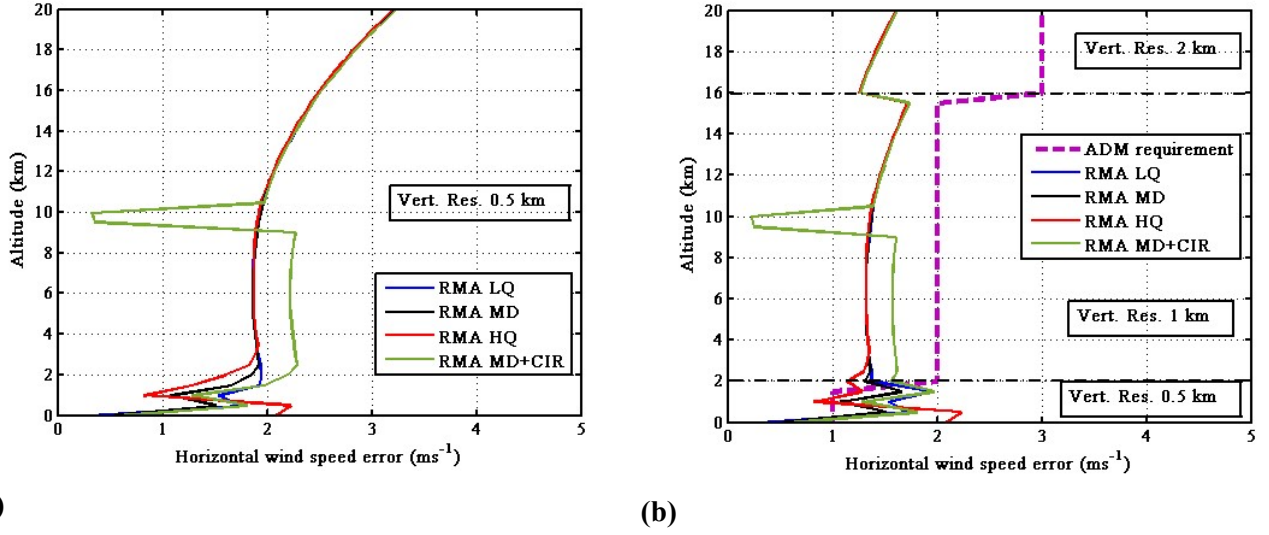 20
18
16
14
12
10
8
6
4
2
0
Altitude (km)
Vert. Res. 0.5 km
RMA LQ
RMA MD
RMA HQ
RMA MD+CIR
0 1 2 3 4 5
Horizontal wind speed error (ms⁻¹)
)
20
18
16
14
12
10
8
6
4
2
0
Altitude (km)
Vert. Res. 2 km
ADM requirement
RMA LQ
RMA MD
RMA HQ
RMA MD+CIR
Vert. Res. 1 km
Vert. Res. 0.5 km
0 1 2 3 4 5
Horizontal wind speed error (ms⁻¹)
(b)